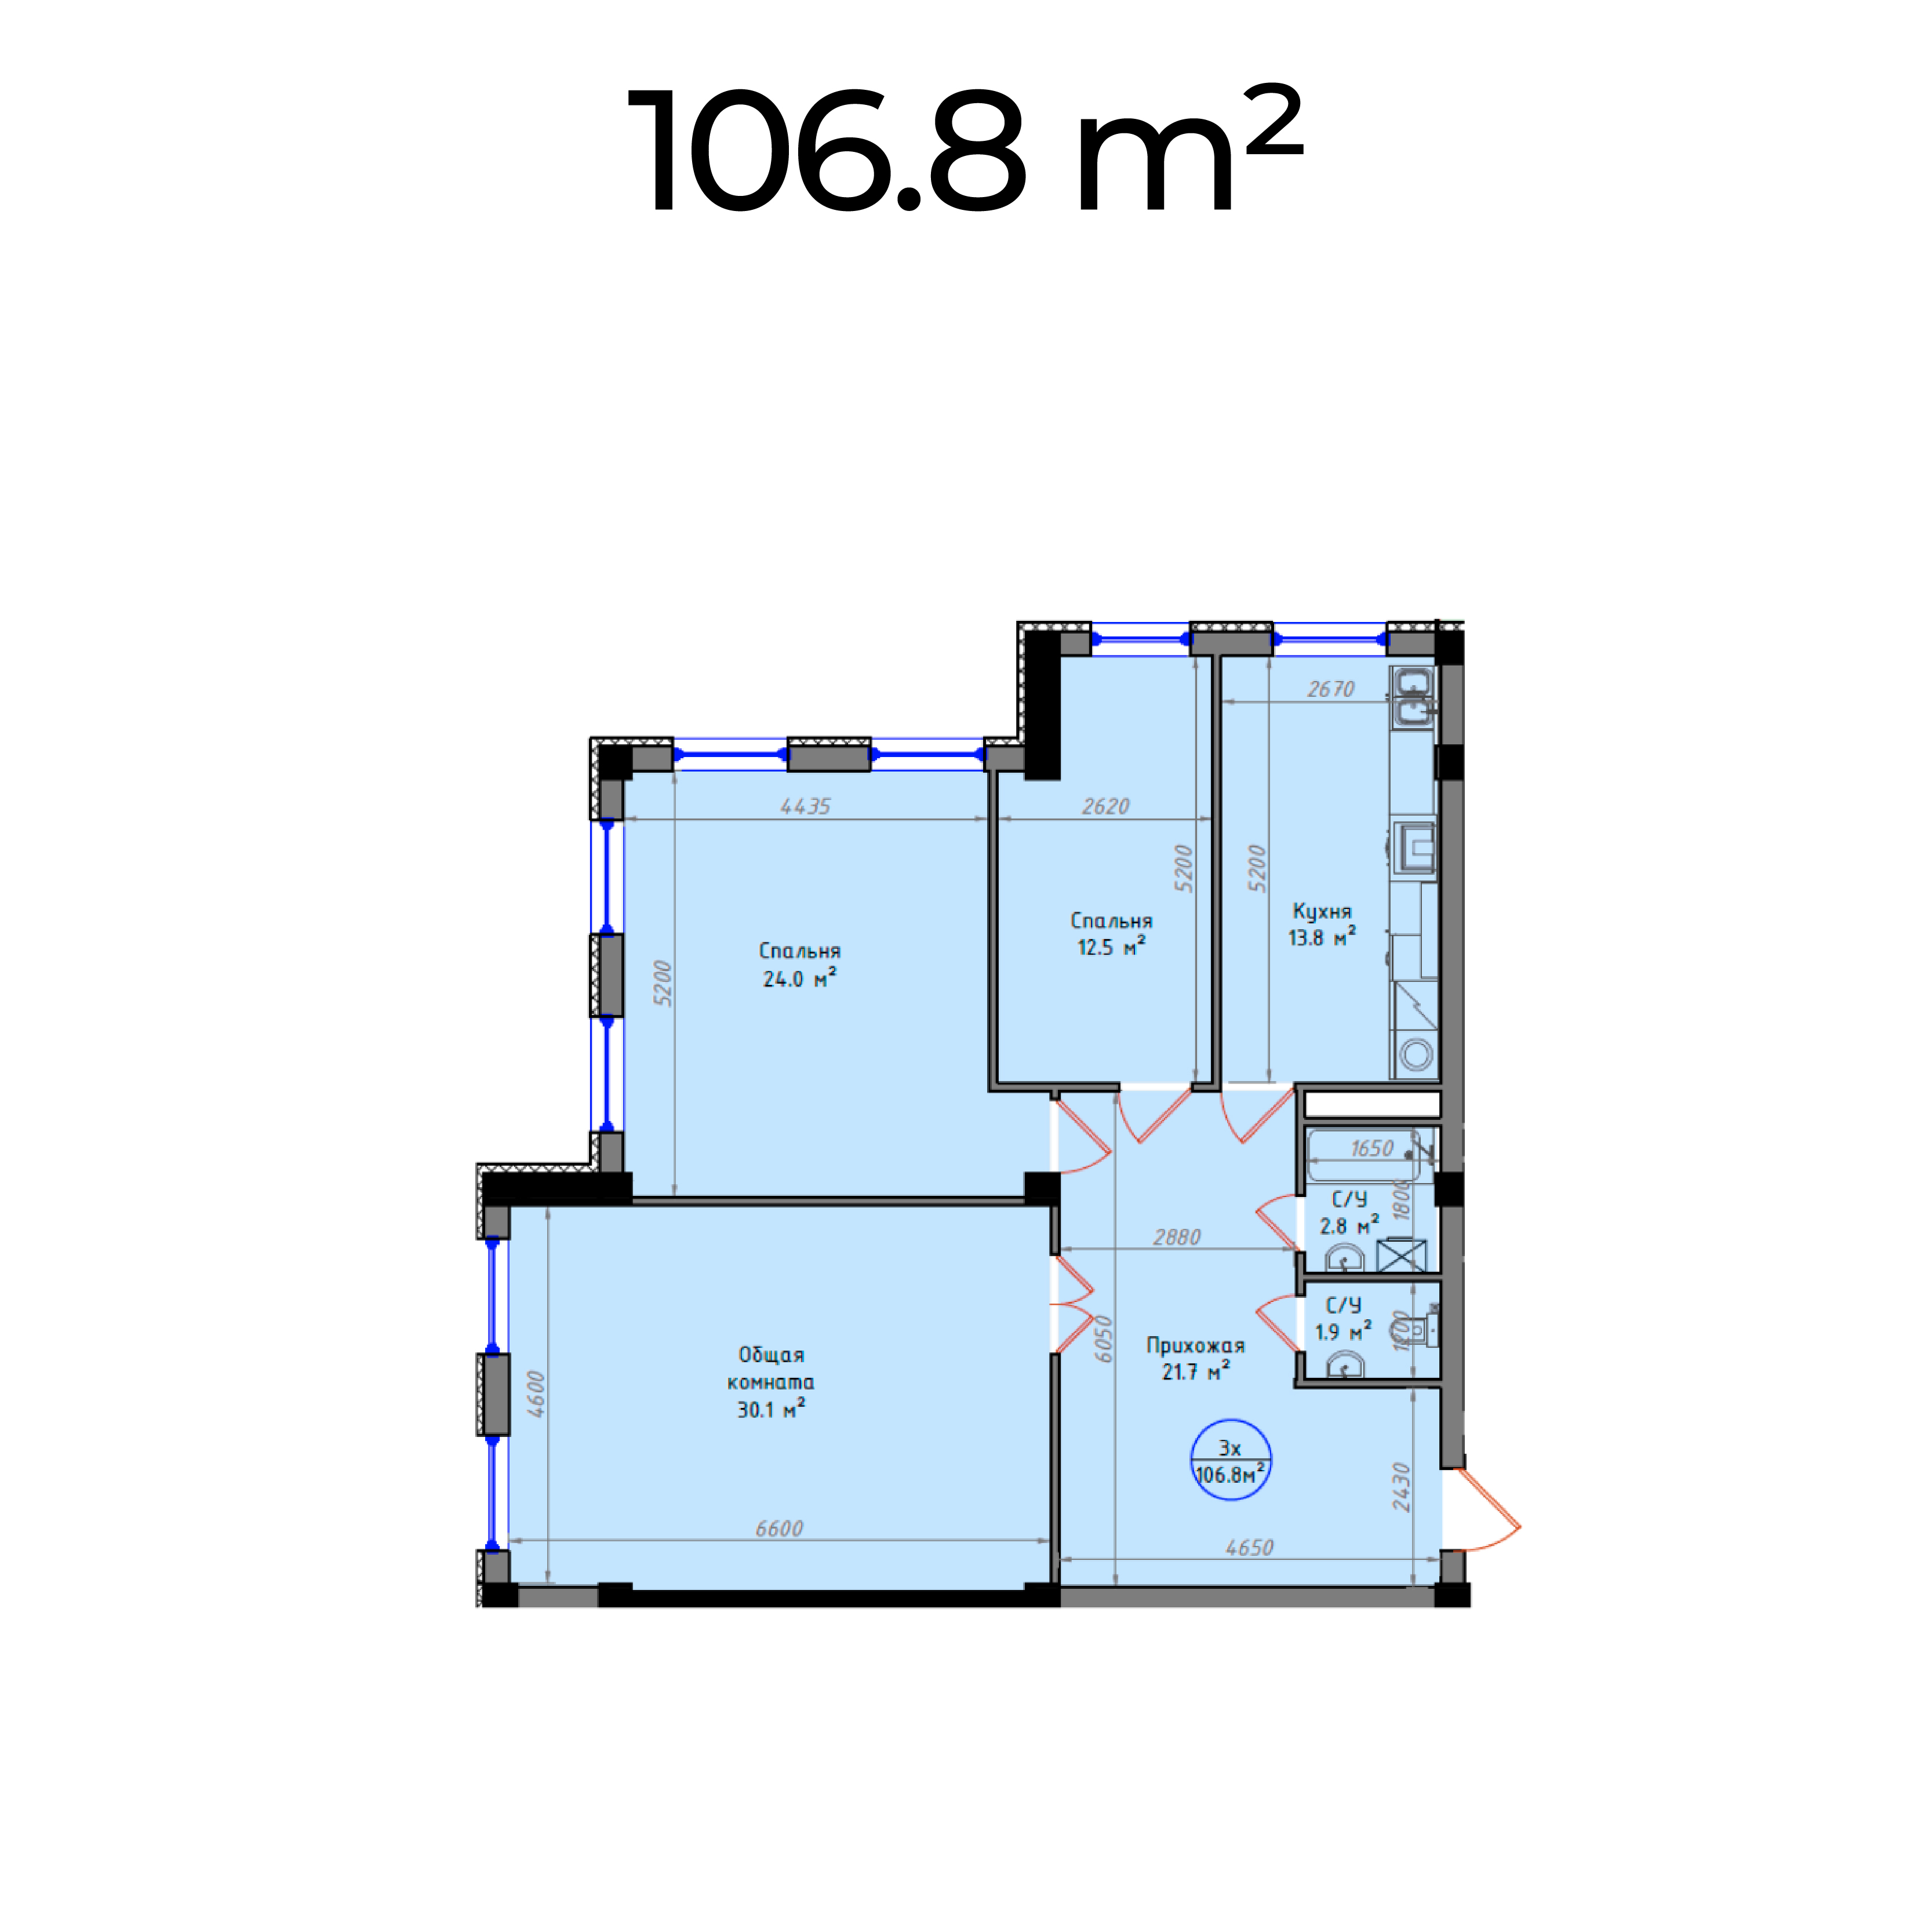 106.8 m²
2670
4435
2620
5200
5200
Кухня
13.8 м²
Спальня
12.5 м²
Спальня
24.0 м²
5200
1650
С/У
2.8 м²
1800
2880
С/У
1.9 м²
1200
6050
Прихожая
21.7 м²
Общая
комната
30.1 м²
4600
3х
106.8м²
2430
6600
4650